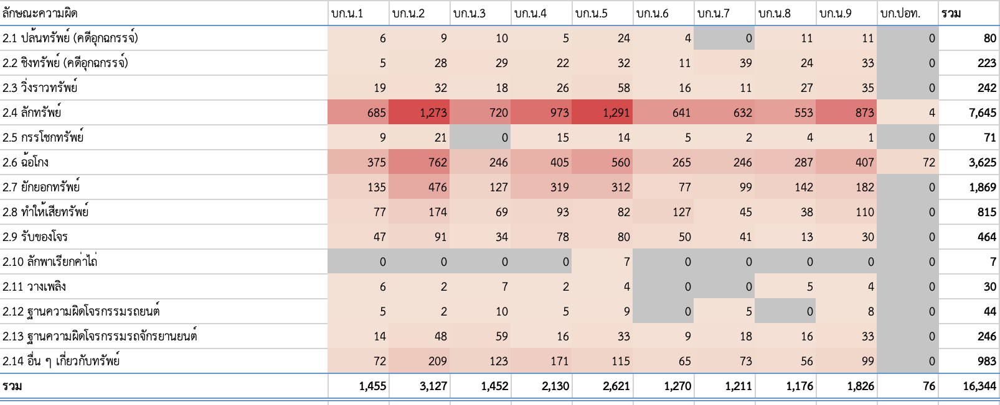 ลักษณะความผิด บก.น.1 บก.น.2 บก.น.3 บก.น.4 บก.น.5 บก.น.6 บก.น.7 บก.น.8 บก.น.9 บก.ปอท. รวม
2.1 ปล้นทรัพย์ (คดีอุกฉกรรจ์) 6 9 10 5 24 4 0 11 11 0 80
2.2 ชิงทรัพย์ (คดีอุกฉกรรจ์) 5 28 29 22 32 11 39 24 33 0 223
2.3 วิ่งราวทรัพย์ 19 32 18 26 58 16 11 27 35 0 242
2.4 ลักทรัพย์ 685 1,273 720 973 1,291 641 632 553 873 4 7,645
2.5 กรรโชกทรัพย์ 9 21 0 15 14 5 2 4 1 0 71
2.6 ฉ้อโกง 375 762 246 405 560 265 246 287 407 72 3,625
2.7 ยักยอกทรัพย์ 135 476 127 319 312 77 99 142 182 0 1,869
2.8 ทำให้เสียทรัพย์ 77 174 69 93 82 127 45 38 110 0 815
2.9 รับของโจร 47 91 34 78 80 50 41 13 30 0 464
2.10 ลักพาเรียกค่าไถ่ 0 0 0 0 7 0 0 0 0 0 7
2.11 วางเพลิง 6 2 7 2 4 0 0 5 4 0 30
2.12 ฐานความผิดโจรกรรมรถยนต์ 5 2 10 5 9 0 5 0 8 0 44
2.13 ฐานความผิดโจรกรรมรถจักรยานยนต์ 14 48 59 16 33 9 18 16 33 0 246
2.14 อื่น ๆ เกี่ยวกับทรัพย์ 72 209 123 171 115 65 73 56 99 0 983
รวม 1,455 3,127 1,452 2,130 2,621 1,270 1,211 1,176 1,826 76 16,344